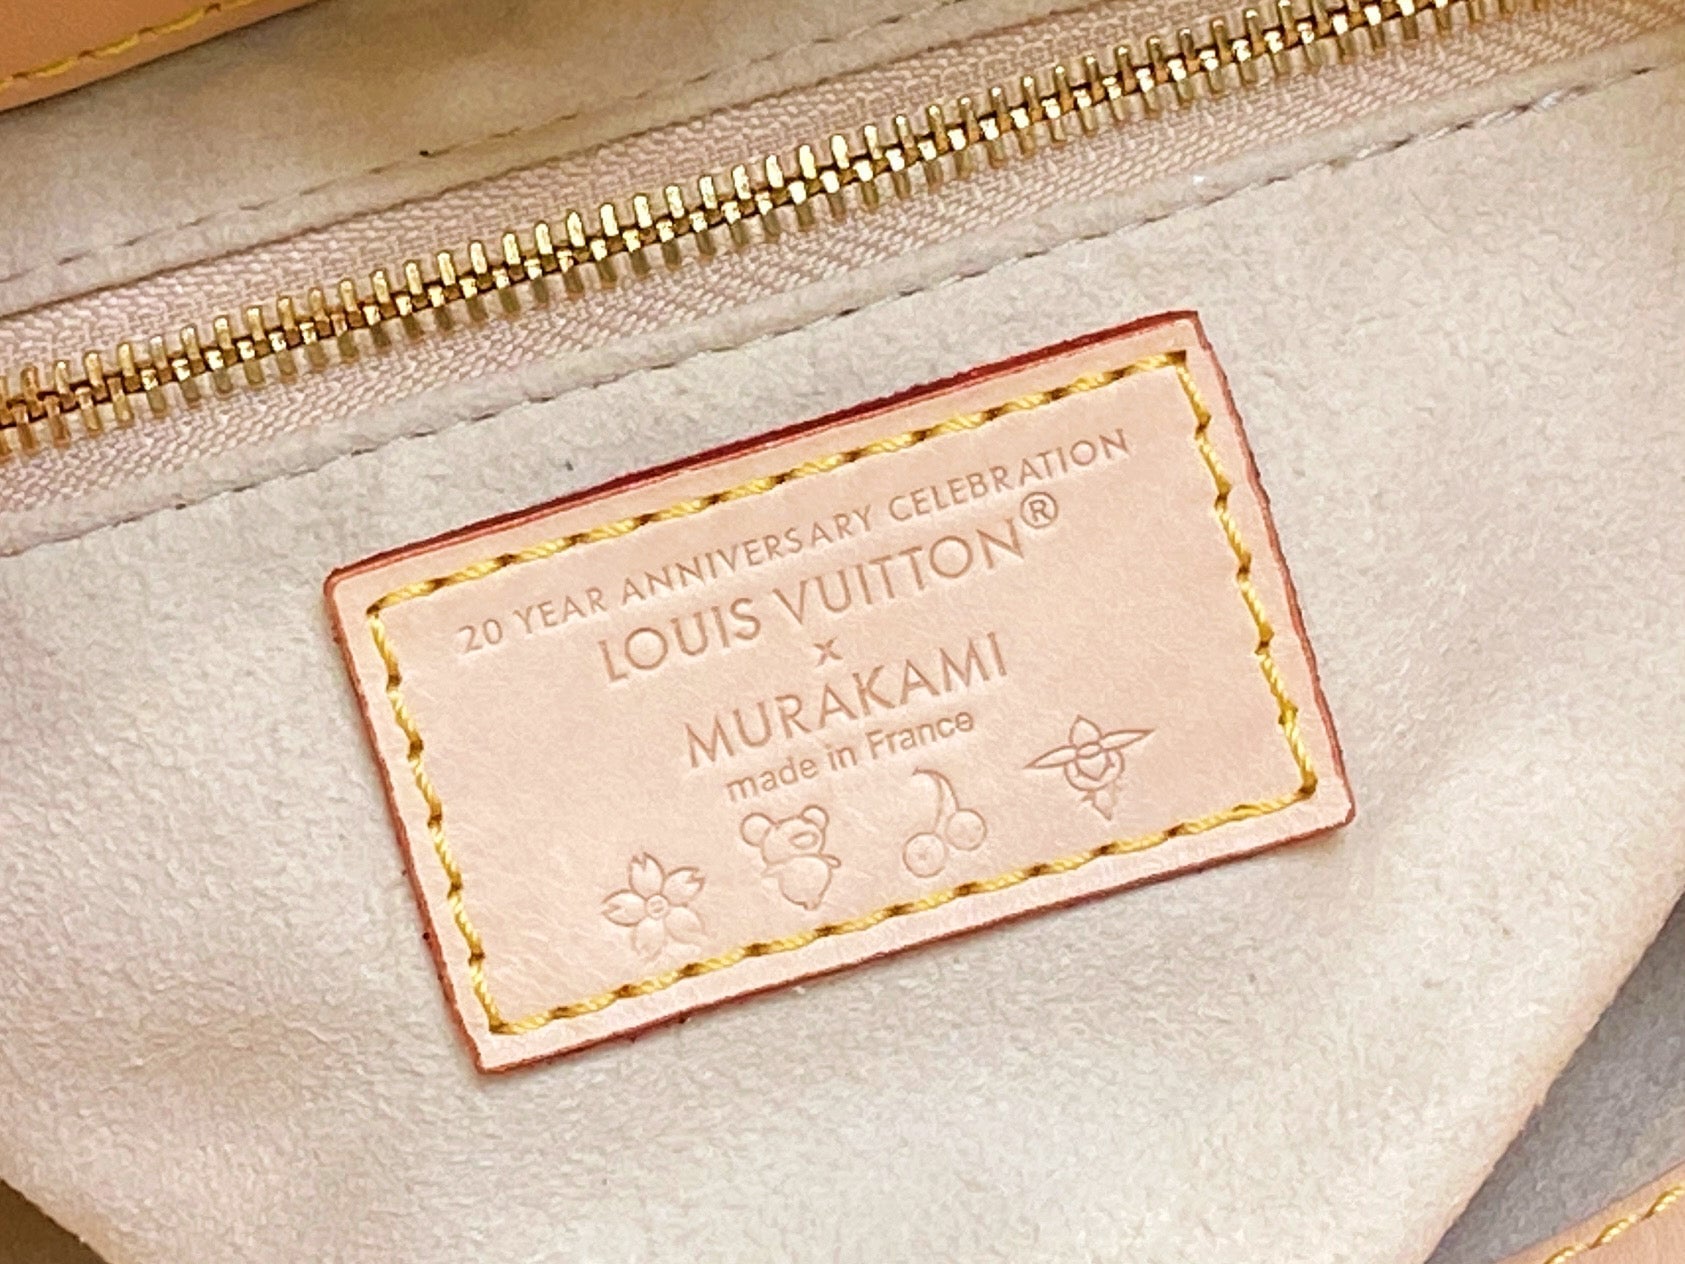 20 YEAR ANNIVERSARY CELEBRATION
LOUIS VUITTON®
x
MURAKAMI
made in France